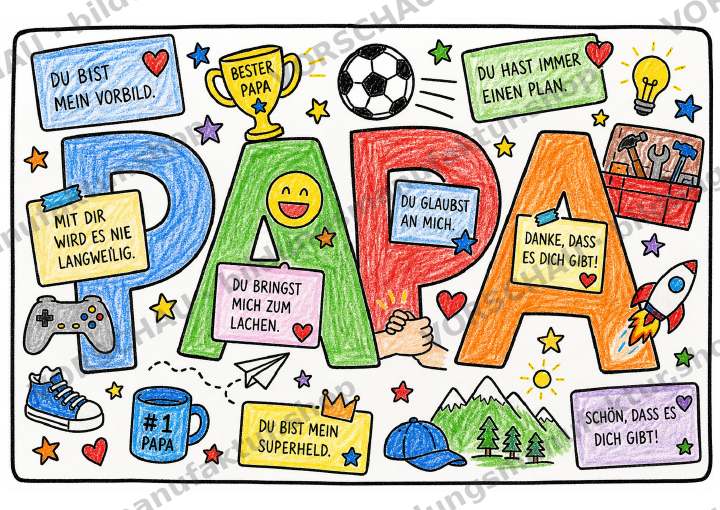 DU BIST
MEIN VORBILD.
BESTER
PAPA
DU HAST IMMER
EINEN PLAN.
PAPA
MIT DIR
WIRD ES NIE
LANGWEILIG.
DU GLAUBST
AN MICH.
DANKE, DASS
ES DICH GIBT!
DU BRINGST
MICH ZUM
LACHEN.
#1
PAPA
DU BIST MEIN
SUPERHELD.
SCHÖN, DASS ES
DICH GIBT!
VORSCHAU